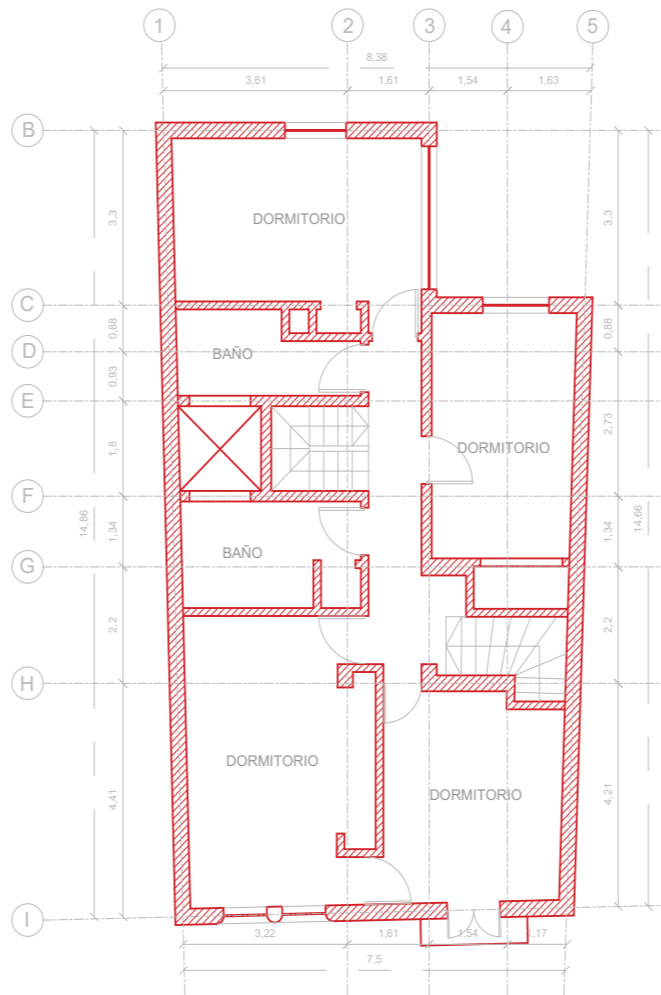 1 2 3 4 5
8,38
3,61 1,61 1,54 1,63
B
3,3 3,3
DORMITORIO
C
0,88 0,88
D
BAÑO
0,93
E
2,73
DORMITORIO
1,8
F
14,86 1,34 1,34 14,66
BAÑO
G
2,2 2,2
H
DORMITORIO
4,41 4,21
DORMITORIO
I
3,22 1,61 1,54 1,17
7,5